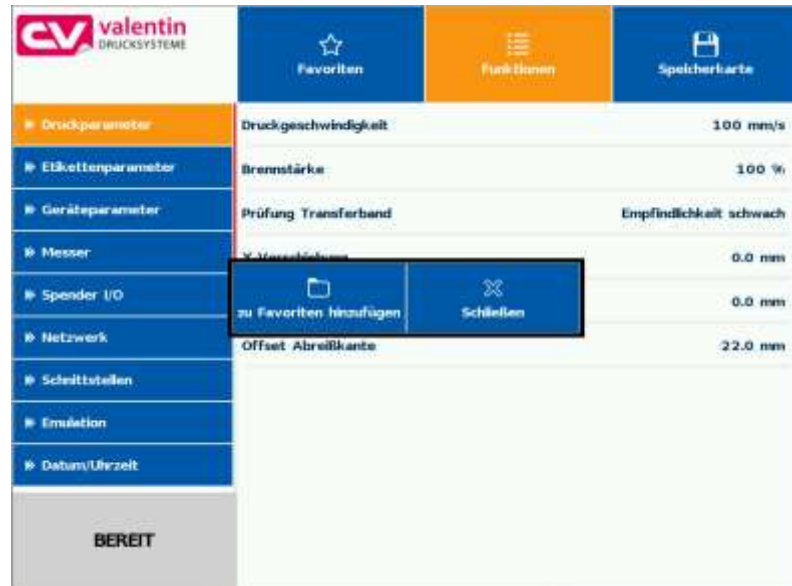 CV valentin
DRUCKSYSTEME
Favoriten
Funktionen
Speicherkarte
Druckparameter
Etikettenparameter
Geräteparameter
Messer
Spender I/O
Netzwerk
Schnittstellen
Emulation
Datum/Uhrzeit
BEREIT
Druckgeschwindigkeit 100 mm/s
Brennstärke 100 %
Prüfung Transferband Empfindlichkeit schwach
X-Verschiebung 0.0 mm
zu Favoriten hinzufügen
Schließen
0.0 mm
Offset Abreißkante 22.0 mm